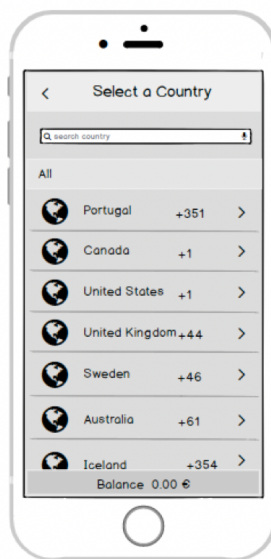 Select a Country
search country
All
Portugal +351
Canada +1
United States +1
United Kingdom +44
Sweden +46
Australia +61
Iceland +354
Balance 0.00 €